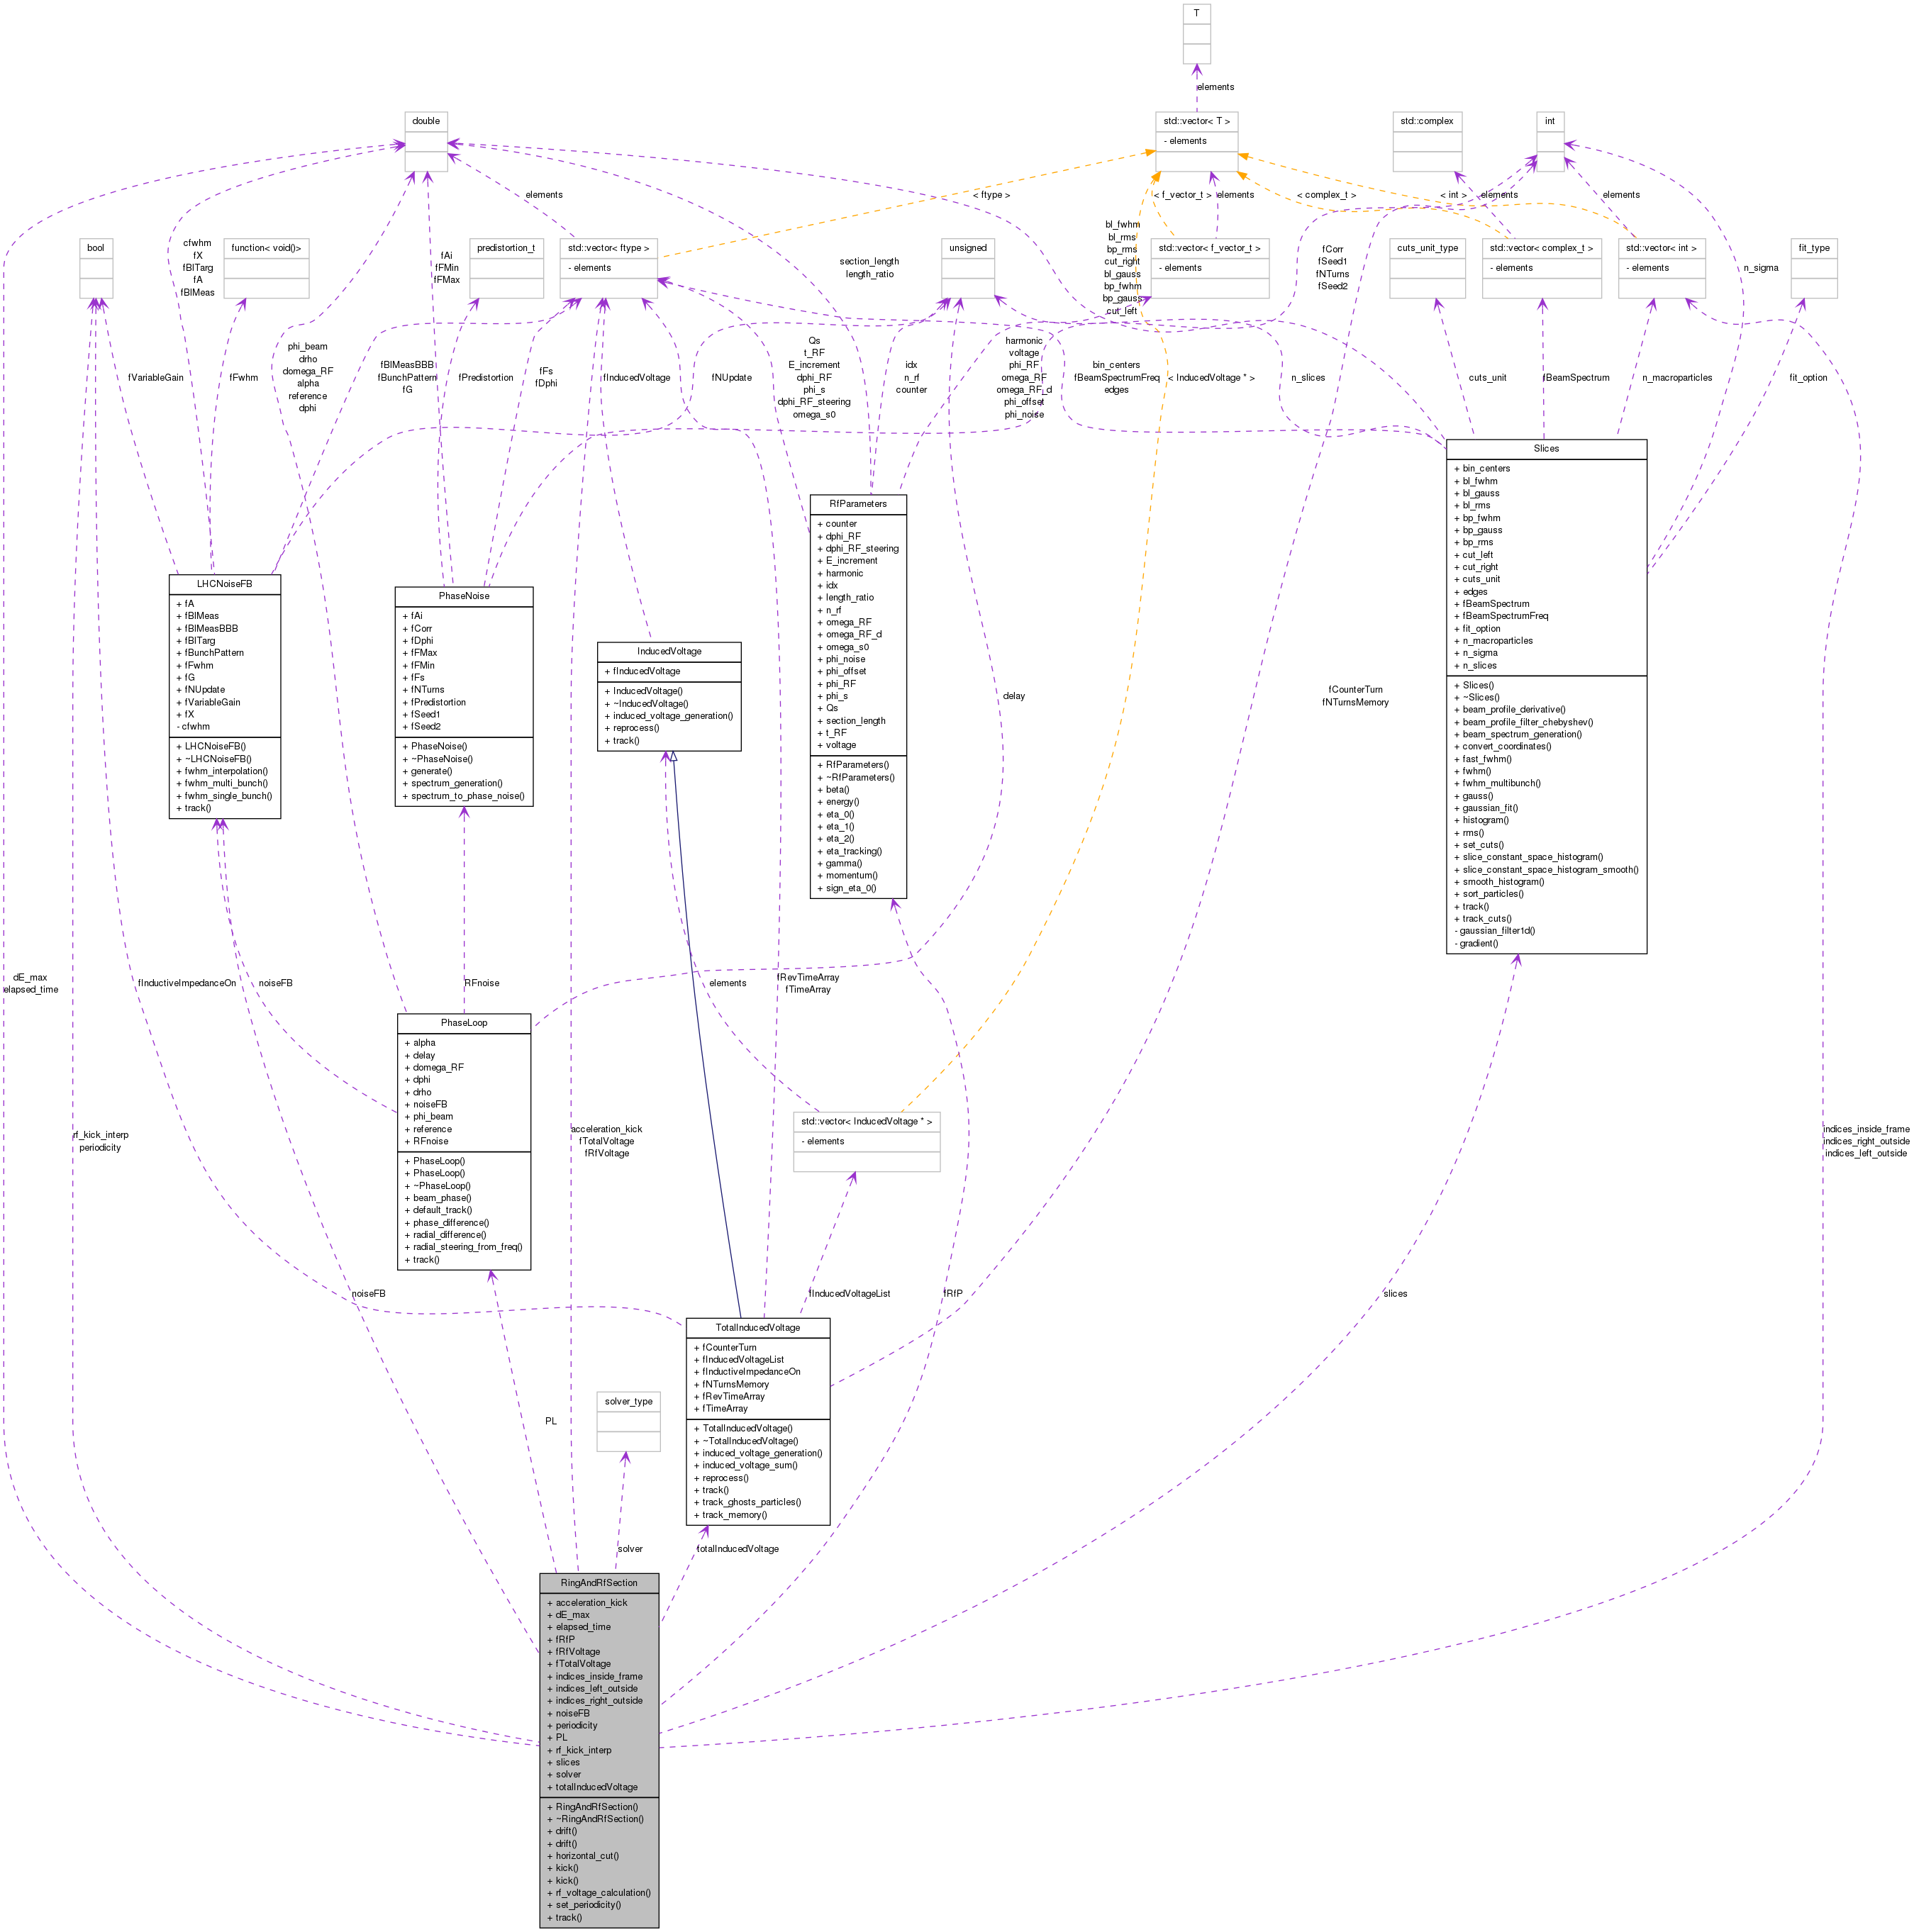 T
elements
double
std::vector< T >
- elements
std::complex
int
elements
< ftype >
< f_vector_t >
elements
< complex_t >
< int >
elements
elements
bool
cfwhm
fX
fBlTarg
fA
fBlMeas
function< void()>
fAi
fFMin
fFMax
predistortion_t
std::vector< ftype >
- elements
section_length
length_ratio
unsigned
bl_fwhm
bl_rms
bp_rms
cut_right
bl_gauss
bp_fwhm
bp_gauss
cut_left
std::vector< f_vector_t >
- elements
fCorr
fSeed1
fNTurns
fSeed2
cuts_unit_type
std::vector< complex_t >
- elements
std::vector< int >
- elements
n_sigma
fit_type
fVariableGain
fFwhm
phi_beam
drho
domega_RF
alpha
reference
dphi
fBlMeasBBB
fBunchPattern
fG
fPredistortion
fFs
fDphi
fInducedVoltage
fNUpdate
Qs
t_RF
E_increment
dphi_RF
phi_s
dphi_RF_steering
omega_s0
idx
n_rf
counter
harmonic
voltage
phi_RF
omega_RF
omega_RF_d
phi_offset
phi_noise
bin_centers
fBeamSpectrumFreq
edges
< InducedVoltage * >
n_slices
cuts_unit
fBeamSpectrum
n_macroparticles
fit_option
Slices
+ bin_centers
+ bl_fwhm
+ bl_gauss
+ bl_rms
+ bp_fwhm
+ bp_gauss
+ bp_rms
+ cut_left
+ cut_right
+ cuts_unit
+ edges
+ fBeamSpectrum
+ fBeamSpectrumFreq
+ fit_option
+ n_macroparticles
+ n_sigma
+ n_slices
+ Slices()
+ ~Slices()
+ beam_profile_derivative()
+ beam_profile_filter_chebyshev()
+ beam_spectrum_generation()
+ convert_coordinates()
+ fast_fwhm()
+ fwhm()
+ fwhm_multibunch()
+ gauss()
+ gaussian_fit()
+ histogram()
+ rms()
+ set_cuts()
+ slice_constant_space_histogram()
+ slice_constant_space_histogram_smooth()
+ smooth_histogram()
+ sort_particles()
+ track()
+ track_cuts()
- gaussian_filter1d()
- gradient()
RfParameters
+ counter
+ dphi_RF
+ dphi_RF_steering
+ E_increment
+ harmonic
+ idx
+ length_ratio
+ n_rf
+ omega_RF
+ omega_RF_d
+ omega_s0
+ phi_noise
+ phi_offset
+ phi_RF
+ phi_s
+ Qs
+ section_length
+ t_RF
+ voltage
+ RfParameters()
+ ~RfParameters()
+ beta()
+ energy()
+ eta_0()
+ eta_1()
+ eta_2()
+ eta_tracking()
+ gamma()
+ momentum()
+ sign_eta_0()
LHCNoiseFB
+ fA
+ fBlMeas
+ fBlMeasBBB
+ fBlTarg
+ fBunchPattern
+ fFwhm
+ fG
+ fNUpdate
+ fVariableGain
+ fX
- cfwhm
+ LHCNoiseFB()
+ ~LHCNoiseFB()
+ fwhm_interpolation()
+ fwhm_multi_bunch()
+ fwhm_single_bunch()
+ track()
PhaseNoise
+ fAi
+ fCorr
+ fDphi
+ fFMax
+ fFMin
+ fFs
+ fNTurns
+ fPredistortion
+ fSeed1
+ fSeed2
+ PhaseNoise()
+ ~PhaseNoise()
+ generate()
+ spectrum_generation()
+ spectrum_to_phase_noise()
InducedVoltage
+ fInducedVoltage
+ InducedVoltage()
+ ~InducedVoltage()
+ induced_voltage_generation()
+ reprocess()
+ track()
delay
fCounterTurn
fNTurnsMemory
dE_max
elapsed_time
fInductiveImpedanceOn
noiseFB
RFnoise
elements
fRevTimeArray
fTimeArray
PhaseLoop
+ alpha
+ delay
+ domega_RF
+ dphi
+ drho
+ noiseFB
+ phi_beam
+ reference
+ RFnoise
+ PhaseLoop()
+ PhaseLoop()
+ ~PhaseLoop()
+ beam_phase()
+ default_track()
+ phase_difference()
+ radial_difference()
+ radial_steering_from_freq()
+ track()
rf_kick_interp
periodicity
acceleration_kick
fTotalVoltage
fRfVoltage
std::vector< InducedVoltage * >
- elements
indices_inside_frame
indices_right_outside
indices_left_outside
noiseFB
fInducedVoltageList
fRfP
slices
TotalInducedVoltage
+ fCounterTurn
+ fInducedVoltageList
+ fInductiveImpedanceOn
+ fNTurnsMemory
+ fRevTimeArray
+ fTimeArray
+ TotalInducedVoltage()
+ ~TotalInducedVoltage()
+ induced_voltage_generation()
+ induced_voltage_sum()
+ reprocess()
+ track()
+ track_ghosts_particles()
+ track_memory()
PL
solver_type
solver
totalInducedVoltage
RingAndRfSection
+ acceleration_kick
+ dE_max
+ elapsed_time
+ fRfP
+ fRfVoltage
+ fTotalVoltage
+ indices_inside_frame
+ indices_left_outside
+ indices_right_outside
+ noiseFB
+ periodicity
+ PL
+ rf_kick_interp
+ slices
+ solver
+ totalInducedVoltage
+ RingAndRfSection()
+ ~RingAndRfSection()
+ drift()
+ drift()
+ horizontal_cut()
+ kick()
+ kick()
+ rf_voltage_calculation()
+ set_periodicity()
+ track()